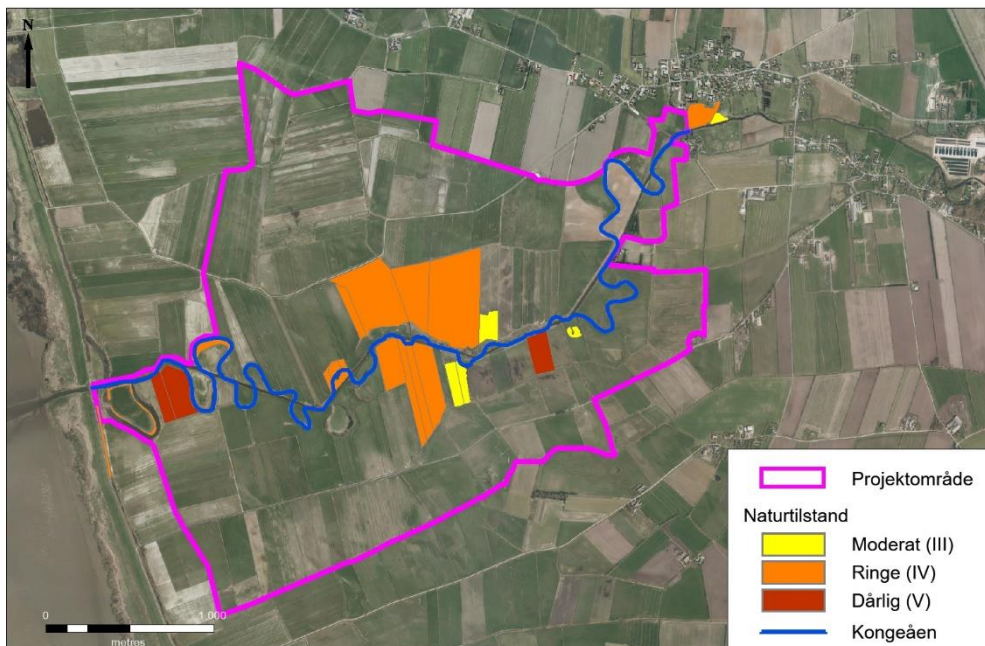 N
Projektområde
Naturtilstand
Moderat (III)
Ringe (IV)
Dårlig (V)
Kongeåen
0 1,000
metres